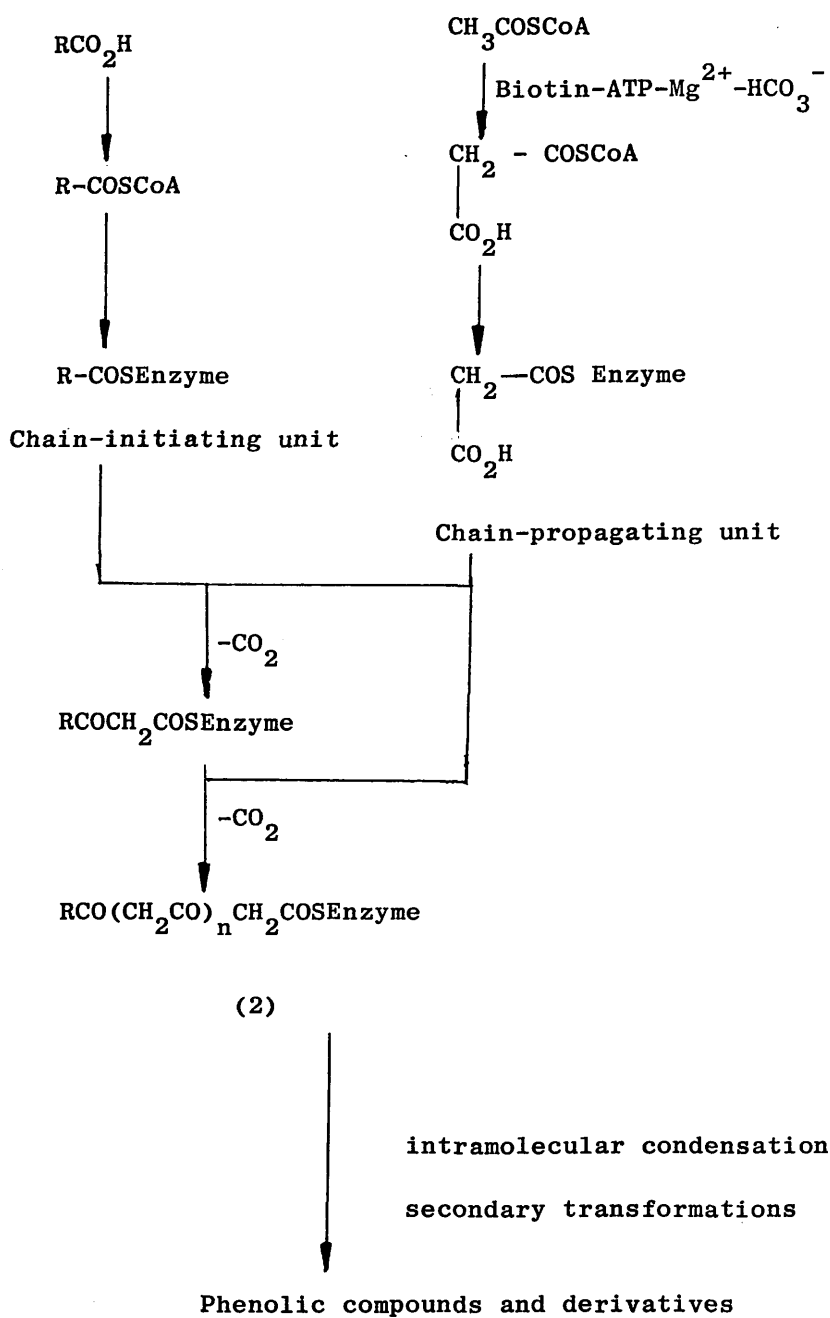 RCO₂H
CH₃COSCoA
Biotin-ATP-Mg²⁺-HCO₃⁻
CH₂ - COSCoA
R-COSCoA
CO₂H
R-COSEnzyme
CH₂—COS Enzyme
Chain-initiating unit
CO₂H
Chain-propagating unit
-CO₂
RCOCH₂COSEnzyme
-CO₂
RCO(CH₂CO)ₙCH₂COSEnzyme
(2)
intramolecular condensation
secondary transformations
Phenolic compounds and derivatives